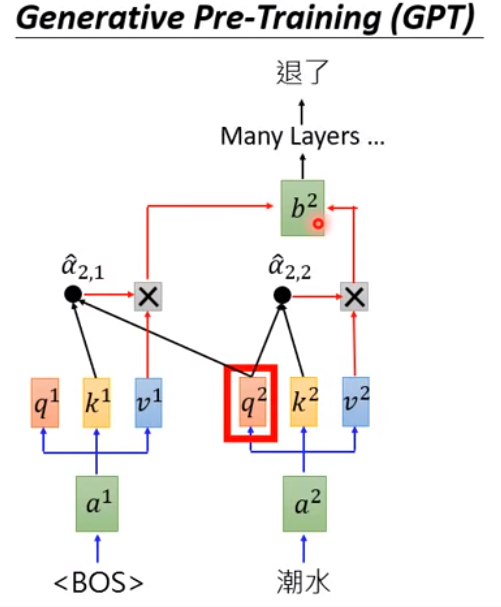 Generative Pre-Training (GPT)
退了
Many Layers ...
b²
α̂₂,₁
α̂₂,₂
×
×
q¹ k¹ v¹ q² k² v²
a¹ a²
<BOS> 潮水